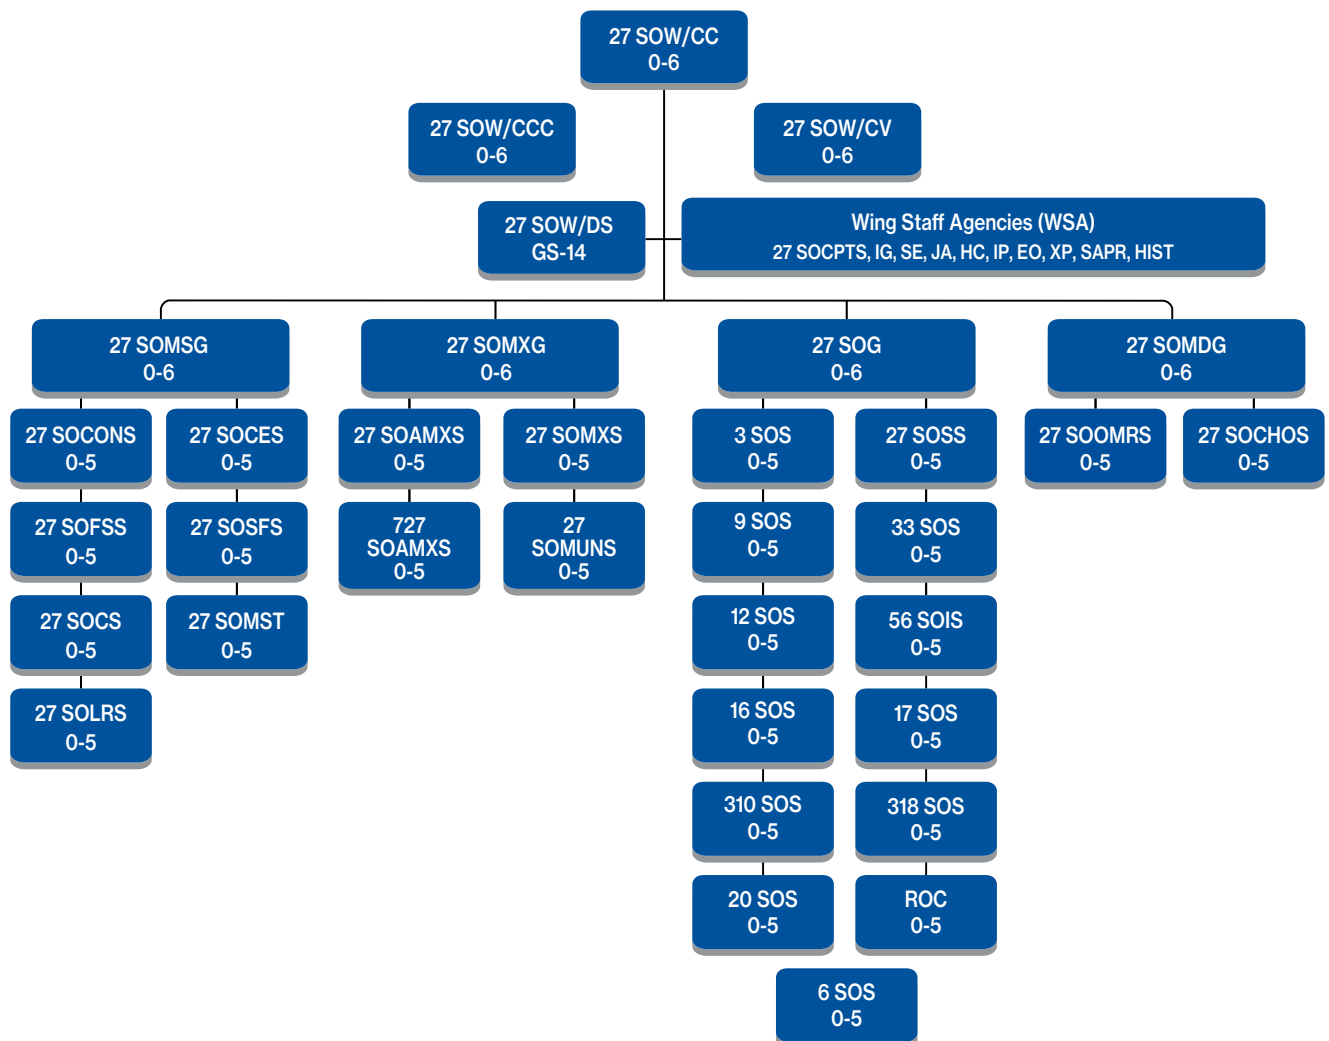 27 SOW/CC
0-6
27 SOW/CCC
0-6
27 SOW/CV
0-6
27 SOW/DS
GS-14
Wing Staff Agencies (WSA)
27 SOCPTS, IG, SE, JA, HC, IP, EO, XP, SAPR, HIST
27 SOMSG
0-6
27 SOMXG
0-6
27 SOG
0-6
27 SOMDG
0-6
27 SOCONS
0-5
27 SOCES
0-5
27 SOFSS
0-5
27 SOSFS
0-5
27 SOCS
0-5
27 SOMST
0-5
27 SOLRS
0-5
27 SOAMXS
0-5
27 SOMXS
0-5
727
SOAMXS
0-5
27
SOMUNS
0-5
3 SOS
0-5
27 SOSS
0-5
9 SOS
0-5
33 SOS
0-5
12 SOS
0-5
56 SOIS
0-5
16 SOS
0-5
17 SOS
0-5
310 SOS
0-5
318 SOS
0-5
20 SOS
0-5
ROC
0-5
6 SOS
0-5
27 SOOMRS
0-5
27 SOCHOS
0-5